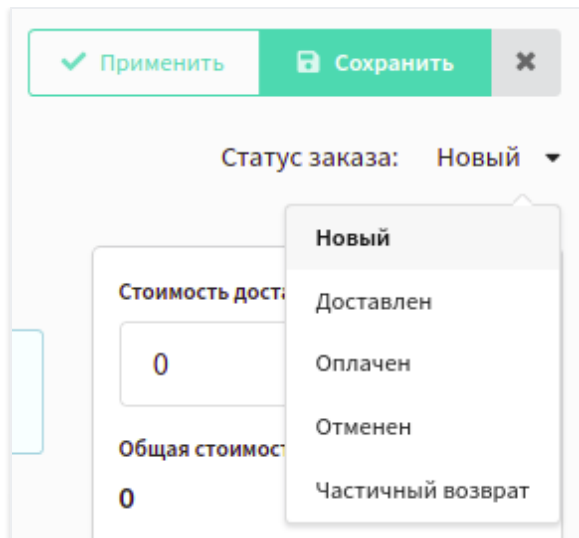 Применить Сохранить
Статус заказа: Новый
Новый
Стоимость доста
Доставлен
0
Оплачен
Отменен
Общая стоимост
0
Частичный возврат